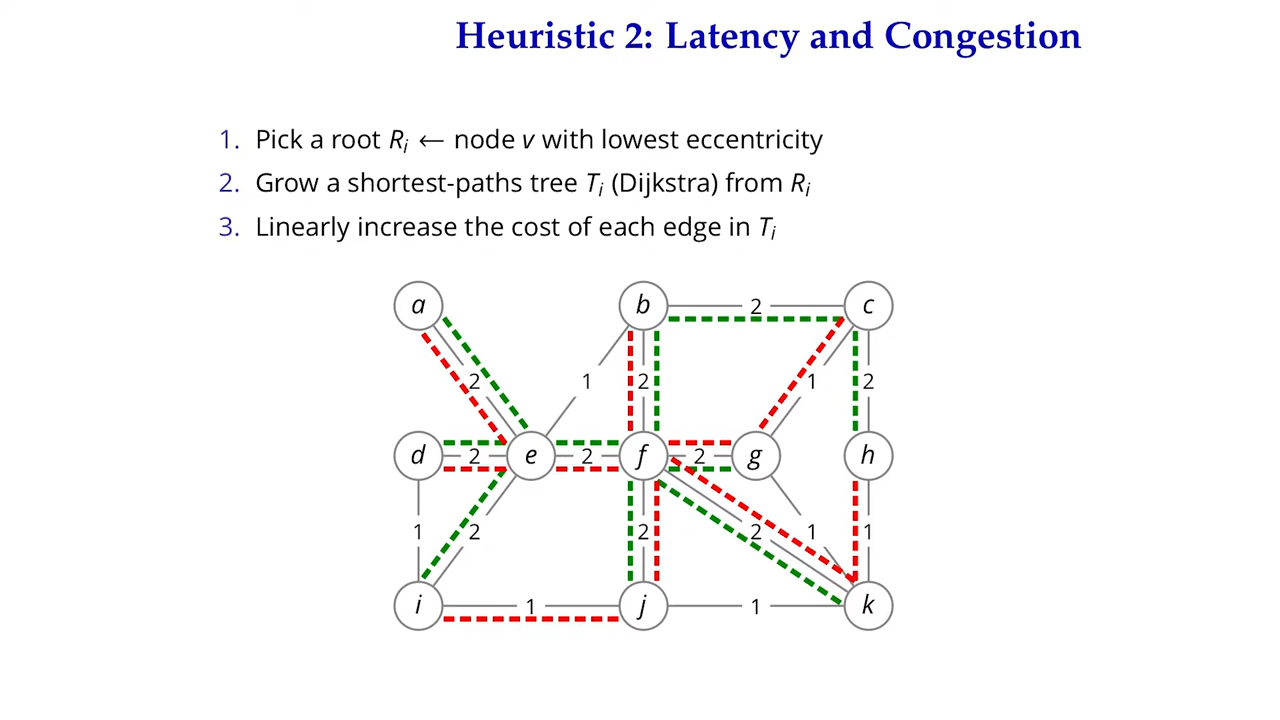 Heuristic 2: Latency and Congestion
1. Pick a root Ri ← node v with lowest eccentricity
2. Grow a shortest-paths tree Ti (Dijkstra) from Ri
3. Linearly increase the cost of each edge in Ti
a b 2 c
2 1 2 1 2
d 2 e 2 f 2 g h
1 2 2 2 1 1
i 1 j 1 k